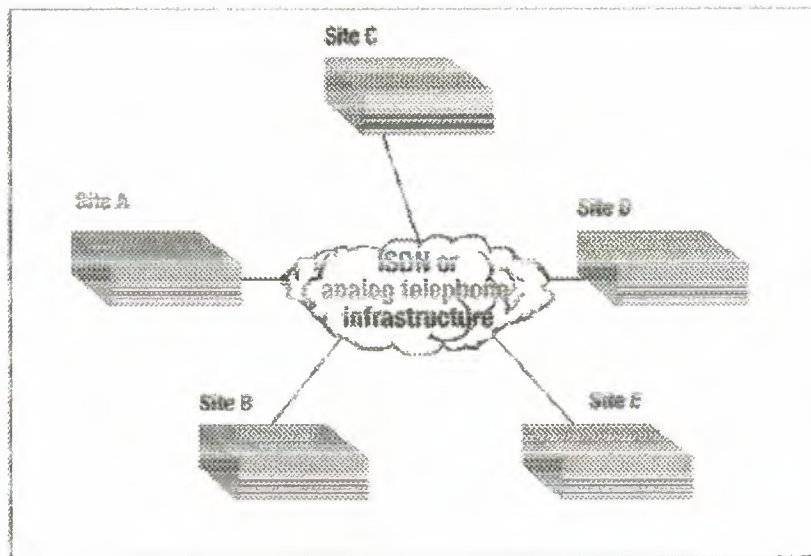 Site C
Site A
Site D
ISDN or
analog telephone
infrastructure
Site B
Site E